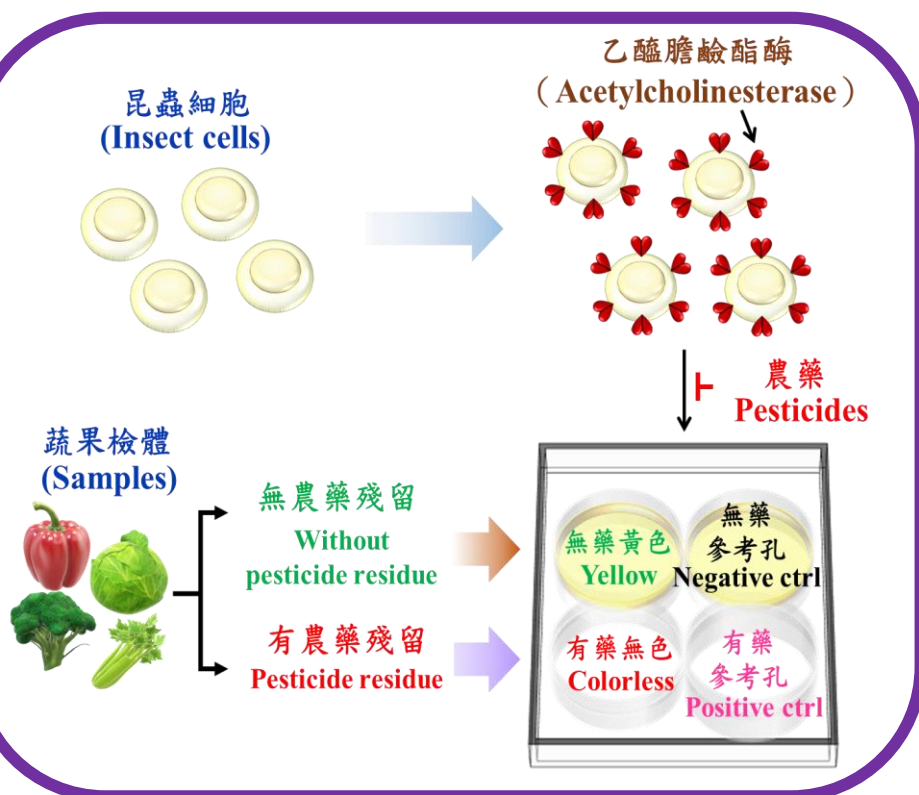 昆蟲細胞
(Insect cells)
乙醯膽鹼酯酶
（Acetylcholinesterase）
農藥
Pesticides
蔬果檢體
(Samples)
無農藥殘留
Without
pesticide residue
有農藥殘留
Pesticide residue
無藥黃色
Yellow
無藥
參考孔
Negative ctrl
有藥無色
Colorless
有藥
參考孔
Positive ctrl